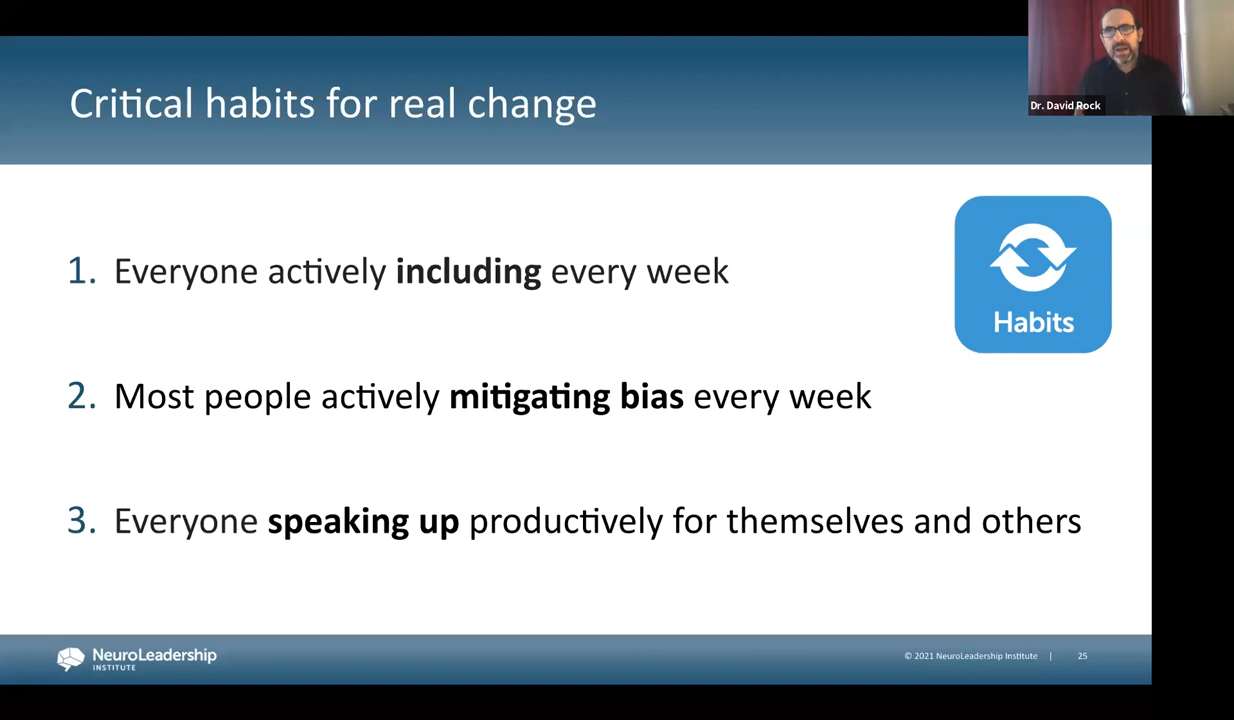 Critical habits for real change
Dr. David Rock
1. Everyone actively including every week
Habits
2. Most people actively mitigating bias every week
3. Everyone speaking up productively for themselves and others
NeuroLeadership
INSTITUTE
© 2021 NeuroLeadership Institute | 25